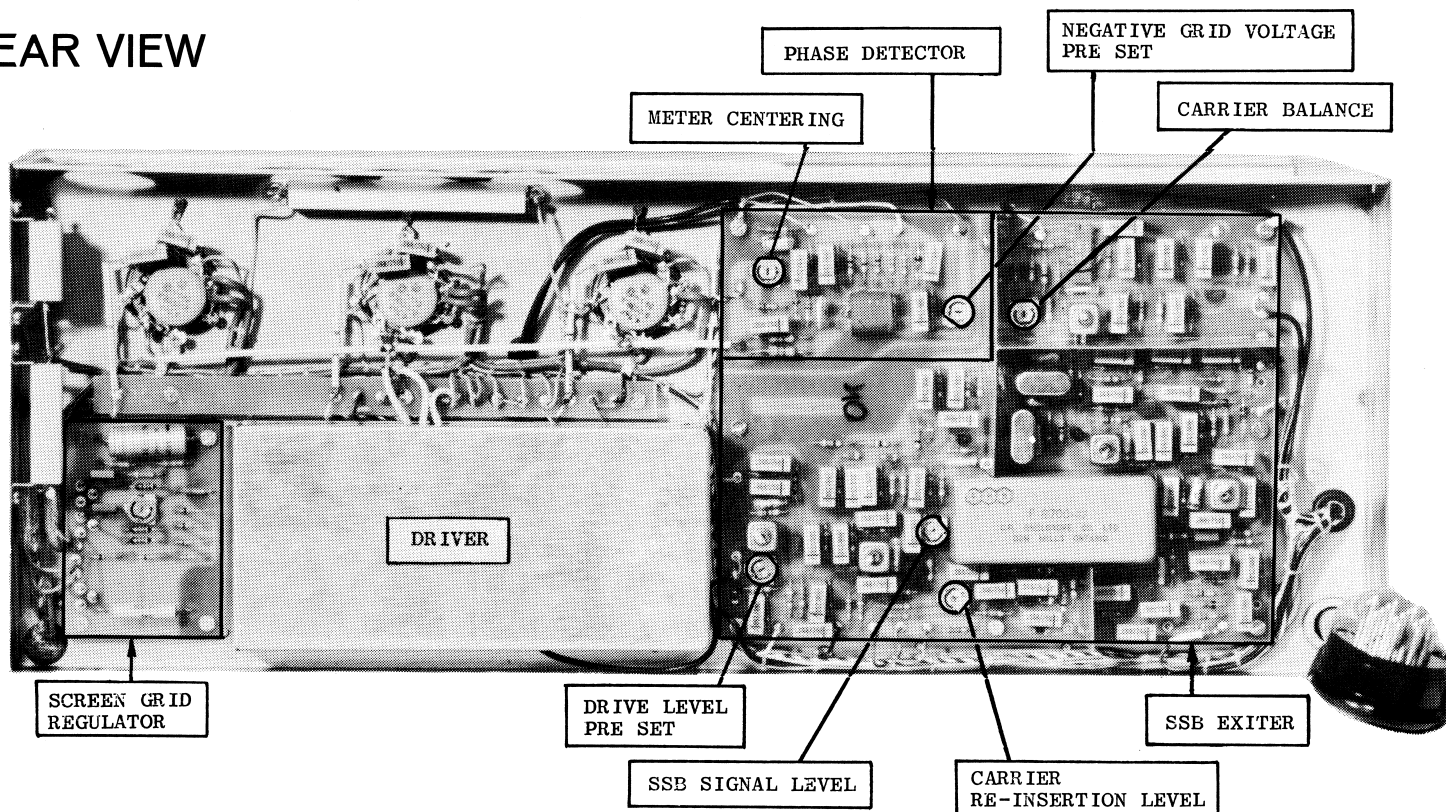 EAR VIEW
PHASE DETECTOR
NEGATIVE GRID VOLTAGE
PRE SET
METER CENTERING
CARRIER BALANCE
OK
DRIVER
SCREEN GRID
REGULATOR
DRIVE LEVEL
PRE SET
SSB EXITER
SSB SIGNAL LEVEL
CARRIER
RE-INSERTION LEVEL